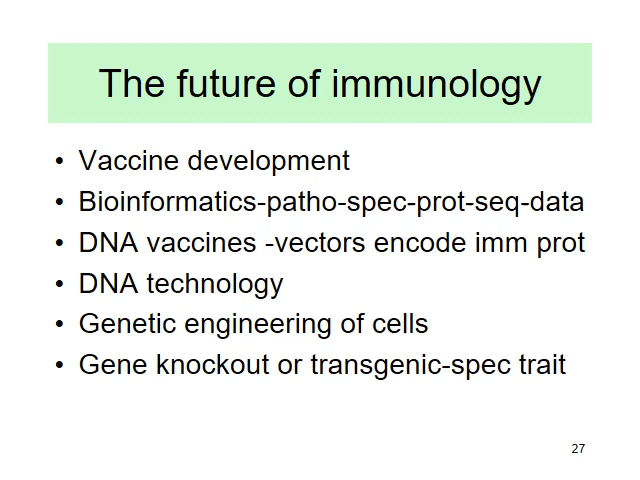 The future of immunology
• Vaccine development
• Bioinformatics-patho-spec-prot-seq-data
• DNA vaccines -vectors encode imm prot
• DNA technology
• Genetic engineering of cells
• Gene knockout or transgenic-spec trait
27